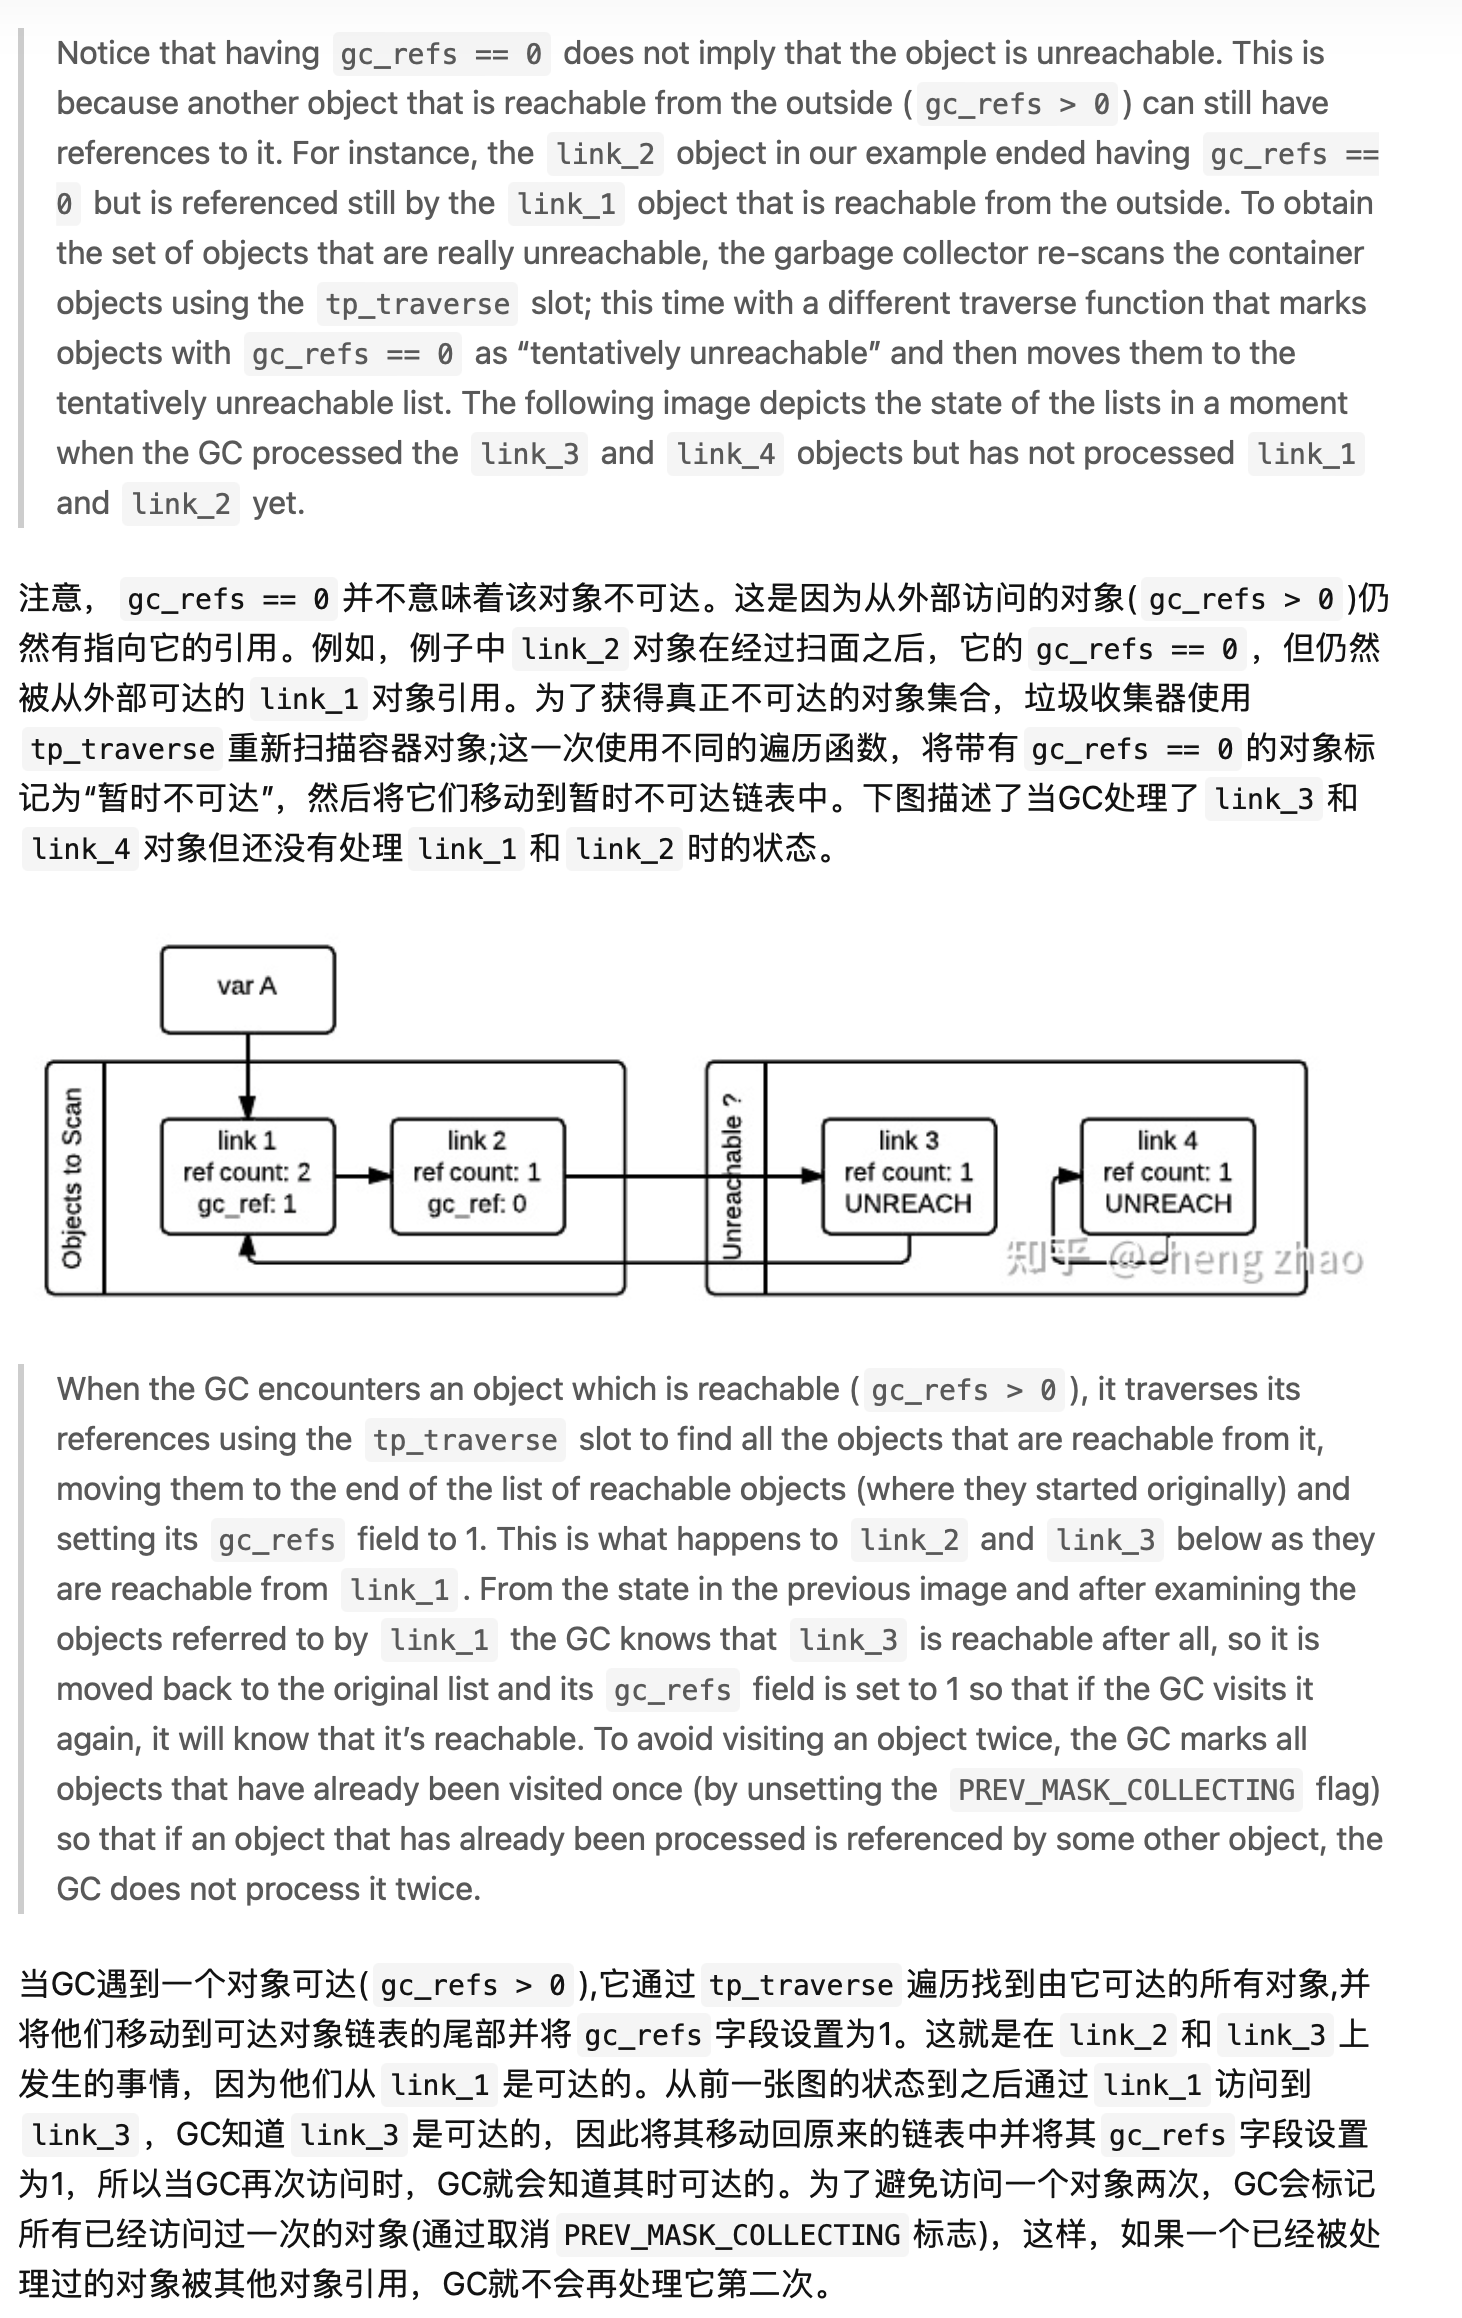 Notice that having gc_refs == 0 does not imply that the object is unreachable. This is
because another object that is reachable from the outside ( gc_refs > 0 ) can still have
references to it. For instance, the link_2 object in our example ended having gc_refs ==
0 but is referenced still by the link_1 object that is reachable from the outside. To obtain
the set of objects that are really unreachable, the garbage collector re-scans the container
objects using the tp_traverse slot; this time with a different traverse function that marks
objects with gc_refs == 0 as “tentatively unreachable” and then moves them to the
tentatively unreachable list. The following image depicts the state of the lists in a moment
when the GC processed the link_3 and link_4 objects but has not processed link_1
and link_2 yet.
注意， gc_refs == 0 并不意味着该对象不可达。这是因为从外部访问的对象( gc_refs > 0 )仍
然有指向它的引用。例如，例子中 link_2 对象在经过扫面之后，它的 gc_refs == 0 ，但仍然
被从外部可达的 link_1 对象引用。为了获得真正不可达的对象集合，垃圾收集器使用
tp_traverse 重新扫描容器对象;这一次使用不同的遍历函数，将带有 gc_refs == 0 的对象标
记为“暂时不可达”，然后将它们移动到暂时不可达链表中。下图描述了当GC处理了 link_3 和
link_4 对象但还没有处理 link_1 和 link_2 时的状态。
var A
Objects to Scan
link 1
ref count: 2
gc_ref: 1
link 2
ref count: 1
gc_ref: 0
Unreachable ?
link 3
ref count: 1
UNREACH
link 4
ref count: 1
UNREACH
知乎 @cheng zhao
When the GC encounters an object which is reachable ( gc_refs > 0 ), it traverses its
references using the tp_traverse slot to find all the objects that are reachable from it,
moving them to the end of the list of reachable objects (where they started originally) and
setting its gc_refs field to 1. This is what happens to link_2 and link_3 below as they
are reachable from link_1 . From the state in the previous image and after examining the
objects referred to by link_1 the GC knows that link_3 is reachable after all, so it is
moved back to the original list and its gc_refs field is set to 1 so that if the GC visits it
again, it will know that it’s reachable. To avoid visiting an object twice, the GC marks all
objects that have already been visited once (by unsetting the PREV_MASK_COLLECTING flag)
so that if an object that has already been processed is referenced by some other object, the
GC does not process it twice.
当GC遇到一个对象可达( gc_refs > 0 ),它通过 tp_traverse 遍历找到由它可达的所有对象,并
将他们移动到可达对象链表的尾部并将 gc_refs 字段设置为1。这就是在 link_2 和 link_3 上
发生的事情，因为他们从 link_1 是可达的。从前一张图的状态到之后通过 link_1 访问到
link_3 ，GC知道 link_3 是可达的，因此将其移动回原来的链表中并将其 gc_refs 字段设置
为1，所以当GC再次访问时，GC就会知道其时可达的。为了避免访问一个对象两次，GC会标记
所有已经访问过一次的对象(通过取消 PREV_MASK_COLLECTING 标志)，这样，如果一个已经被处
理过的对象被其他对象引用，GC就不会再处理它第二次。